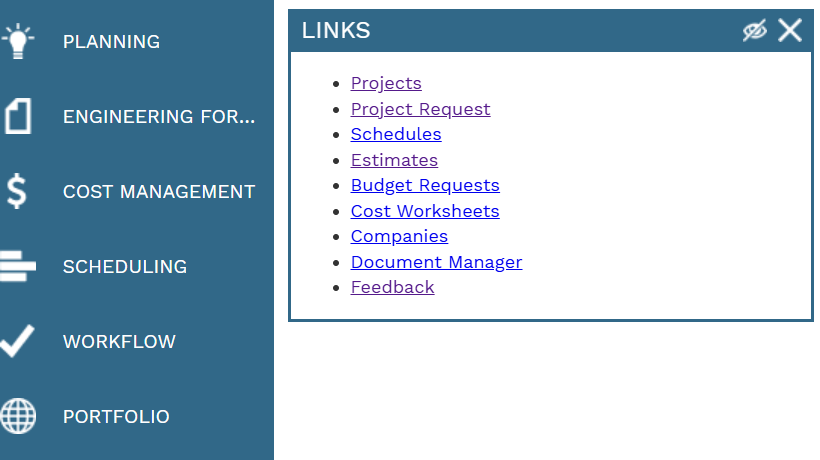 PLANNING
ENGINEERING FOR...
COST MANAGEMENT
SCHEDULING
WORKFLOW
PORTFOLIO
LINKS
Projects
Project Request
Schedules
Estimates
Budget Requests
Cost Worksheets
Companies
Document Manager
Feedback